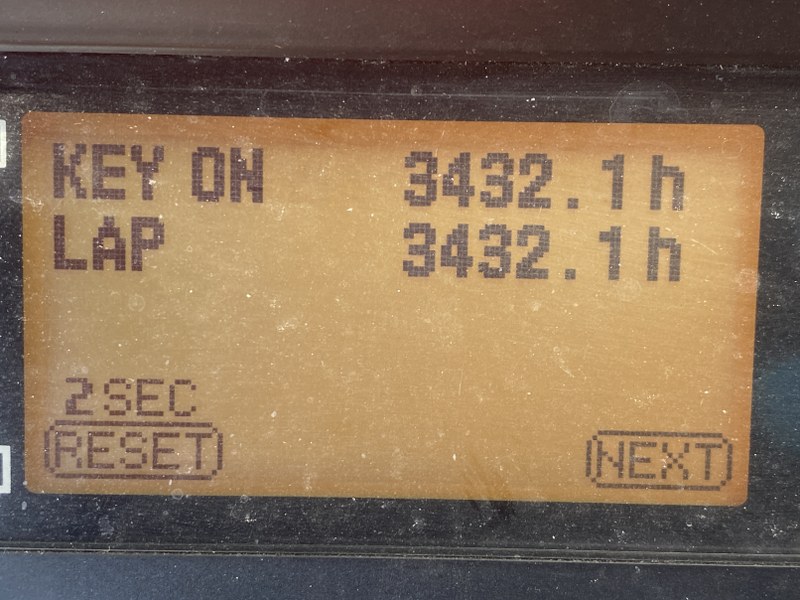 KEY ON 3432.1h
LAP 3432.1h
2SEC
RESET NEXT